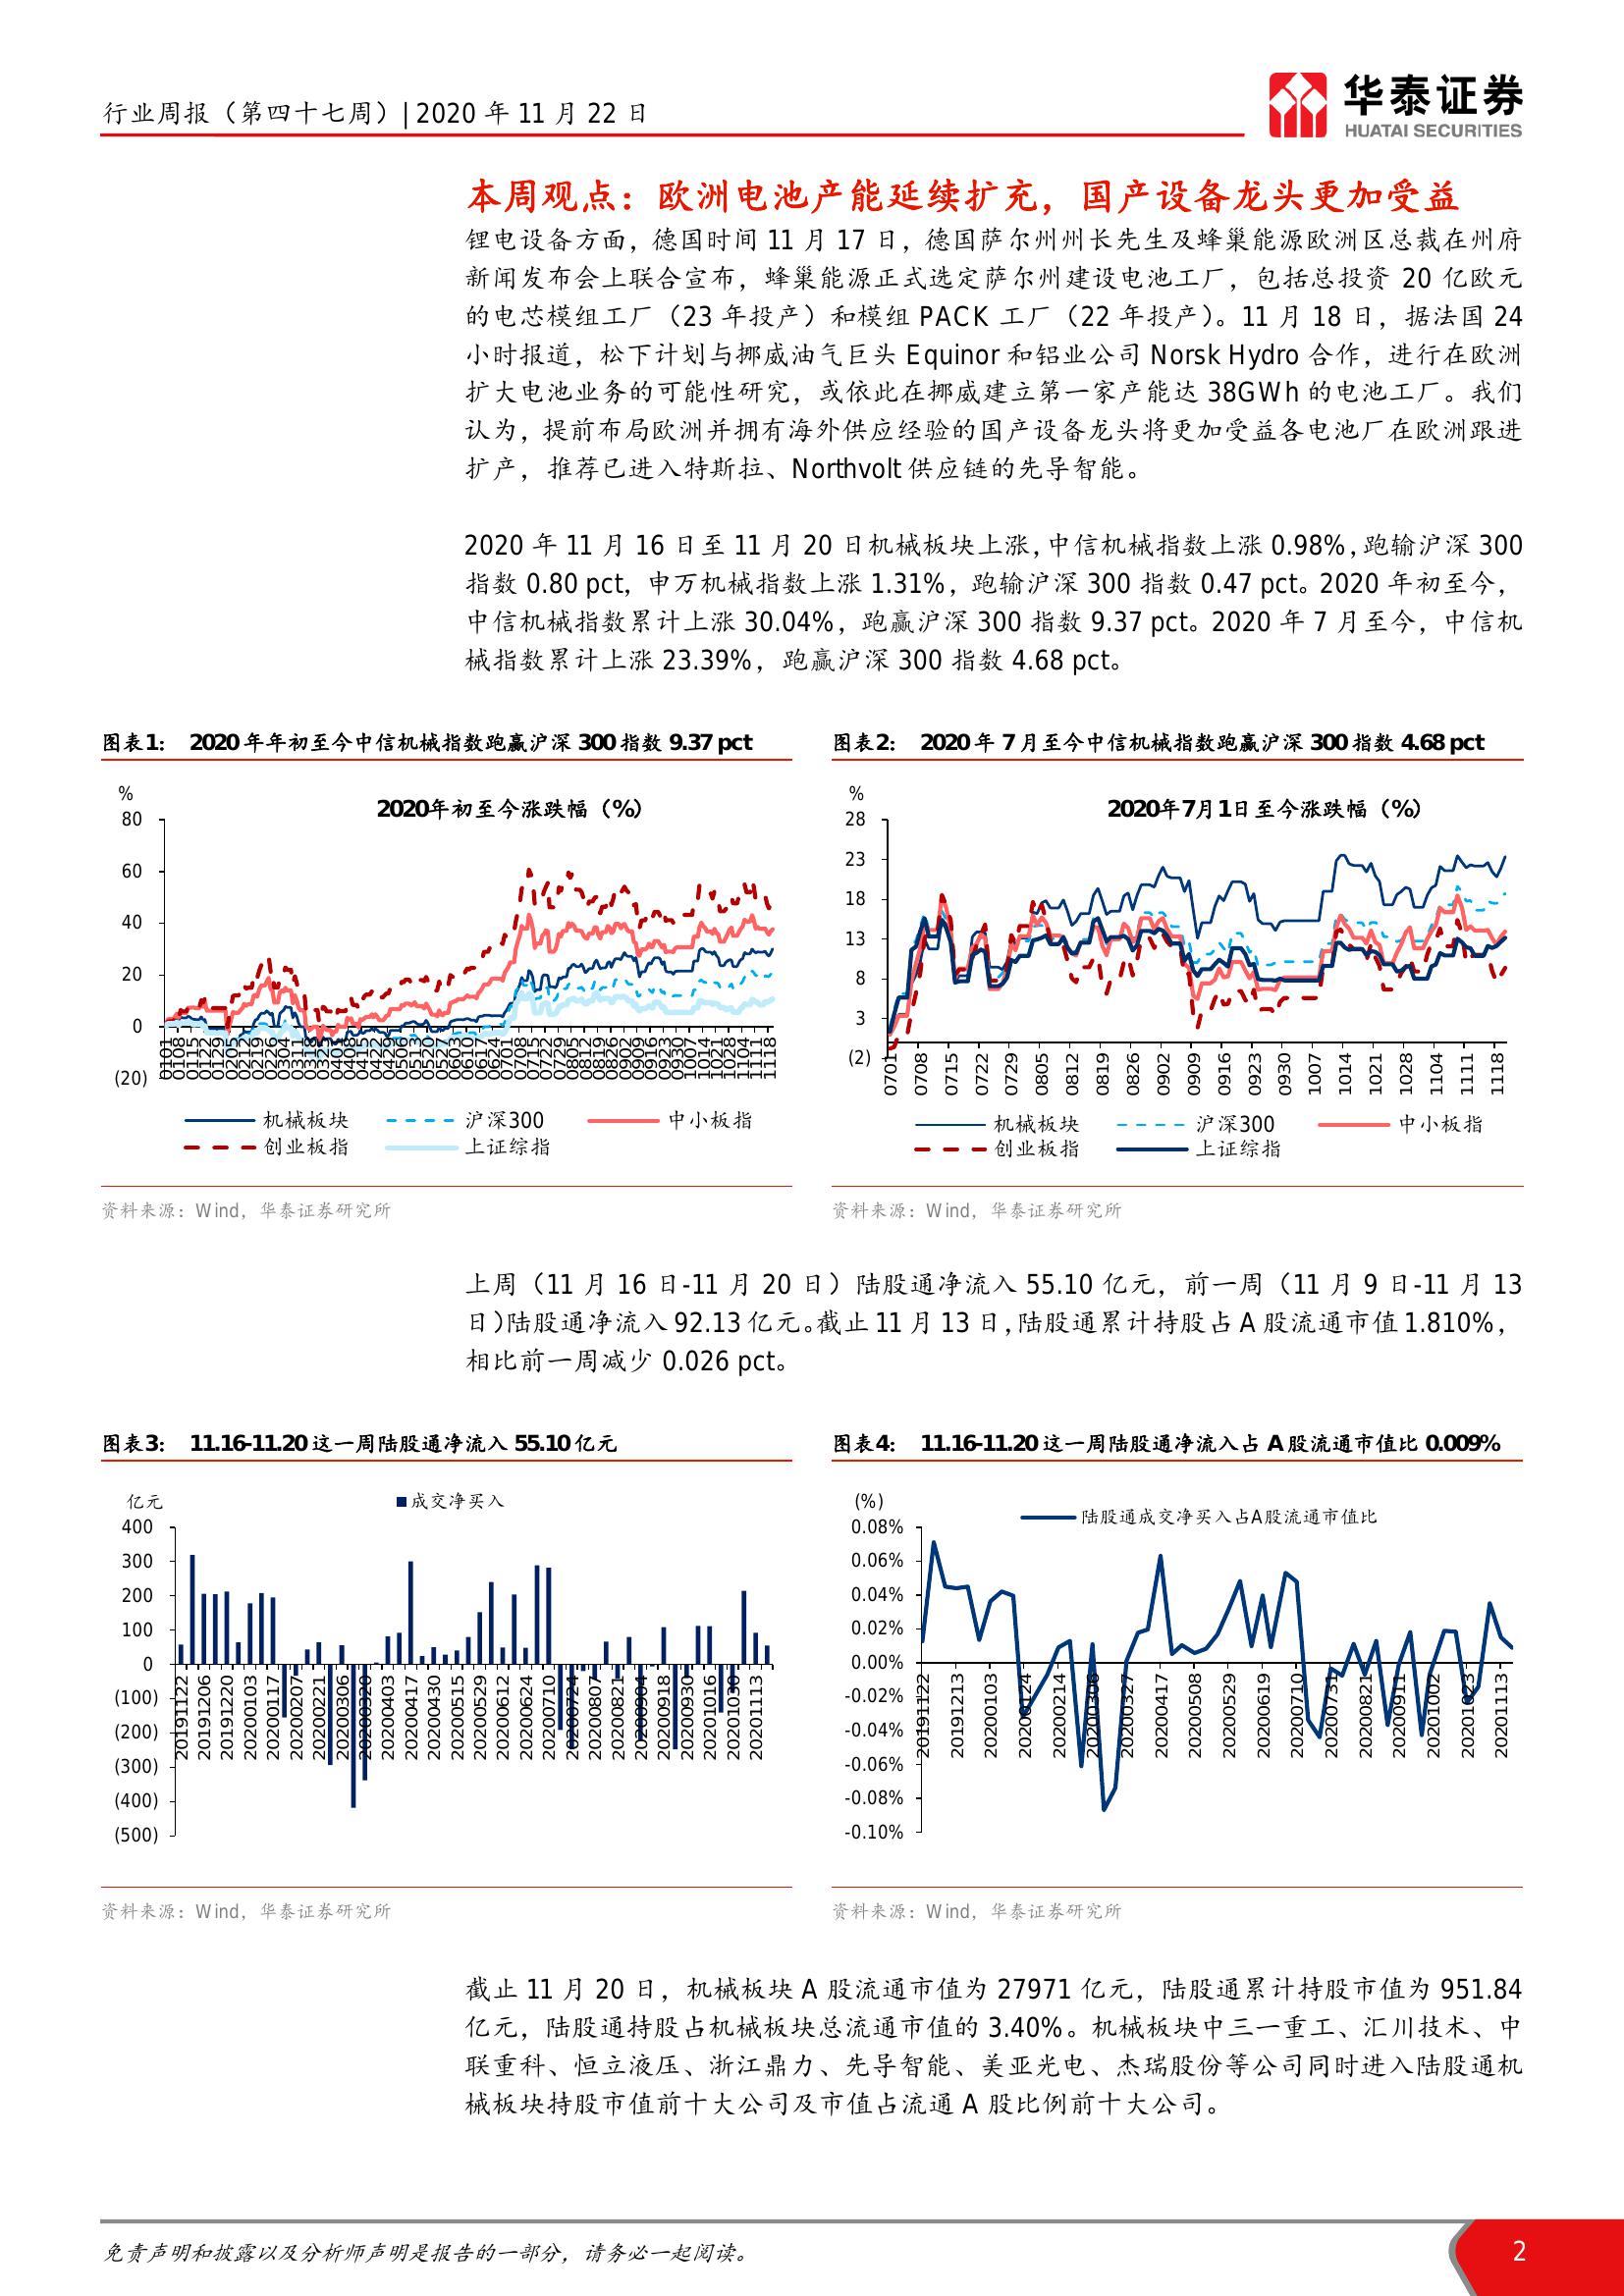 行业周报（第四十七周）| 2020 年 11 月 22 日
华泰证券
HUATAI SECURITIES
本周观点：欧洲电池产能延续扩充，国产设备龙头更加受益
锂电设备方面，德国时间 11 月 17 日，德国萨尔州州长先生及蜂巢能源欧洲区总裁在州府
新闻发布会上联合宣布，蜂巢能源正式选定萨尔州建设电池工厂，包括总投资 20 亿欧元
的电芯模组工厂（23 年投产）和模组 PACK 工厂（22 年投产）。11 月 18 日，据法国 24
小时报道，松下计划与挪威油气巨头 Equinor 和铝业公司 Norsk Hydro 合作，进行在欧洲
扩大电池业务的可能性研究，或依此在挪威建立第一家产能达 38GWh 的电池工厂。我们
认为，提前布局欧洲并拥有海外供应经验的国产设备龙头将更加受益各电池厂在欧洲跟进
扩产，推荐已进入特斯拉、Northvolt 供应链的先导智能。
2020 年 11 月 16 日至 11 月 20 日机械板块上涨，中信机械指数上涨 0.98%，跑输沪深 300
指数 0.80 pct，申万机械指数上涨 1.31%，跑输沪深 300 指数 0.47 pct。2020 年初至今，
中信机械指数累计上涨 30.04%，跑赢沪深 300 指数 9.37 pct。2020 年 7 月至今，中信机
械指数累计上涨 23.39%，跑赢沪深 300 指数 4.68 pct。
图表1： 2020 年年初至今中信机械指数跑赢沪深 300 指数 9.37 pct
%
2020年初至今涨跌幅（%）
80
60
40
20
0
(20)
0101 0108 0115 0122 0129 0205 0212 0219 0226 0304 0311 0318 0325 0401 0408 0415 0422 0429 0506 0513 0520 0527 0603 0610 0617 0624 0701 0708 0715 0722 0729 0805 0812 0819 0826 0902 0909 0916 0923 0930 1007 1014 1021 1028 1104 1111 1118
机械板块 沪深300 中小板指
创业板指 上证综指
资料来源：Wind，华泰证券研究所
图表2： 2020 年 7 月至今中信机械指数跑赢沪深 300 指数 4.68 pct
%
2020年7月1日至今涨跌幅（%）
28
23
18
13
8
3
(2)
0701 0708 0715 0722 0729 0805 0812 0819 0826 0902 0909 0916 0923 0930 1007 1014 1021 1028 1104 1111 1118
机械板块 沪深300 中小板指
创业板指 上证综指
资料来源：Wind，华泰证券研究所
上周（11 月 16 日-11 月 20 日）陆股通净流入 55.10 亿元，前一周（11 月 9 日-11 月 13
日）陆股通净流入 92.13 亿元。截止 11 月 13 日，陆股通累计持股占 A 股流通市值 1.810%，
相比前一周减少 0.026 pct。
图表3： 11.16-11.20 这一周陆股通净流入 55.10 亿元
亿元
成交净买入
400
300
200
100
0
(100)
(200)
(300)
(400)
(500)
20191122 20191206 20191220 20200103 20200117 20200207 20200221 20200306 20200320 20200403 20200417 20200430 20200515 20200529 20200612 20200624 20200710 20200724 20200807 20200821 20200904 20200918 20200930 20201016 20201030 20201113
资料来源：Wind，华泰证券研究所
图表4： 11.16-11.20 这一周陆股通净流入占 A 股流通市值比 0.009%
(%)
陆股通成交净买入占A股流通市值比
0.08%
0.06%
0.04%
0.02%
0.00%
-0.02%
-0.04%
-0.06%
-0.08%
-0.10%
20191122 20191213 20200103 20200124 20200214 20200306 20200327 20200417 20200508 20200529 20200619 20200710 20200731 20200821 20200911 20201002 20201023 20201113
资料来源：Wind，华泰证券研究所
截止 11 月 20 日，机械板块 A 股流通市值为 27971 亿元，陆股通累计持股市值为 951.84
亿元，陆股通持股占机械板块总流通市值的 3.40%。机械板块中三一重工、汇川技术、中
联重科、恒立液压、浙江鼎力、先导智能、美亚光电、杰瑞股份等公司同时进入陆股通机
械板块持股市值前十大公司及市值占流通 A 股比例前十大公司。
免责声明和披露以及分析师声明是报告的一部分，请务必一起阅读。
2